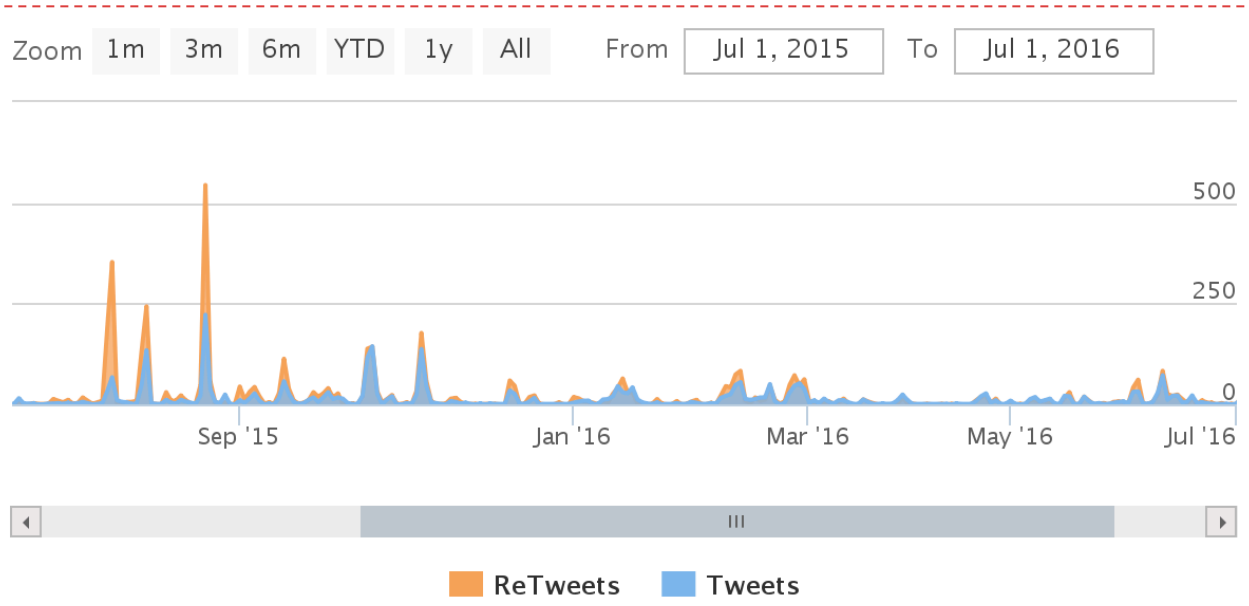 Zoom 1m 3m 6m YTD 1y All From Jul 1, 2015 To Jul 1, 2016
500
250
0
Sep '15 Jan '16 Mar '16 May '16 Jul '16
ReTweets Tweets